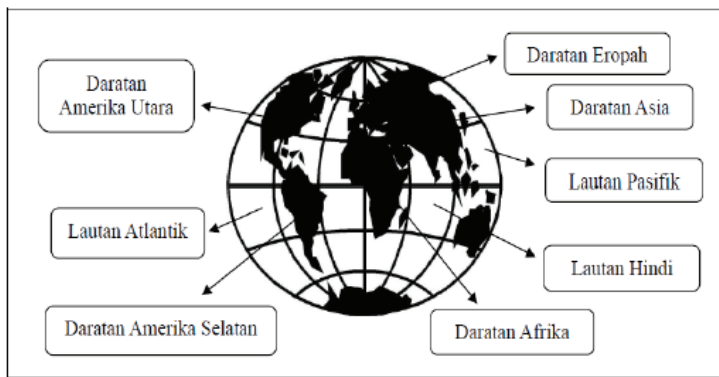 Daratan Eropah
Daratan
Amerika Utara
Daratan Asia
Lautan Pasifik
Lautan Atlantik
Lautan Hindi
Daratan Amerika Selatan
Daratan Afrika